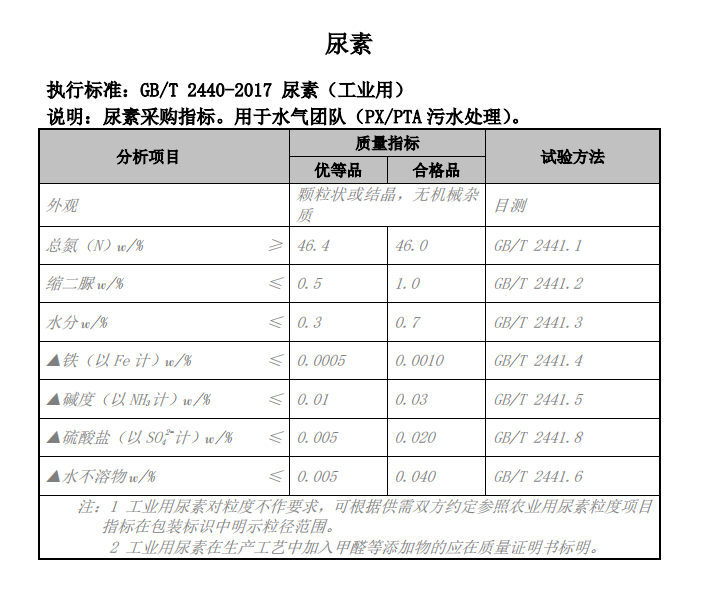 尿素
执行标准：GB/T 2440-2017 尿素（工业用）
说明：尿素采购指标。用于水气团队（PX/PTA 污水处理）。
分析项目 质量指标 试验方法
优等品 合格品
外观 颗粒状或结晶，无机械杂质 目测
总氮（N）w/% ≥ 46.4 46.0 GB/T 2441.1
缩二脲 w/% ≤ 0.5 1.0 GB/T 2441.2
水分 w/% ≤ 0.3 0.7 GB/T 2441.3
▲铁（以 Fe 计）w/% ≤ 0.0005 0.0010 GB/T 2441.4
▲碱度（以 NH₃ 计）w/% ≤ 0.01 0.03 GB/T 2441.5
▲硫酸盐（以 SO₄²⁻ 计）w/% ≤ 0.005 0.020 GB/T 2441.8
▲水不溶物 w/% ≤ 0.005 0.040 GB/T 2441.6
注：1 工业用尿素对粒度不作要求，可根据供需双方约定参照农业用尿素粒度项目
指标在包装标识中明示粒径范围。
2 工业用尿素在生产工艺中加入甲醛等添加物的应在质量证明书标明。